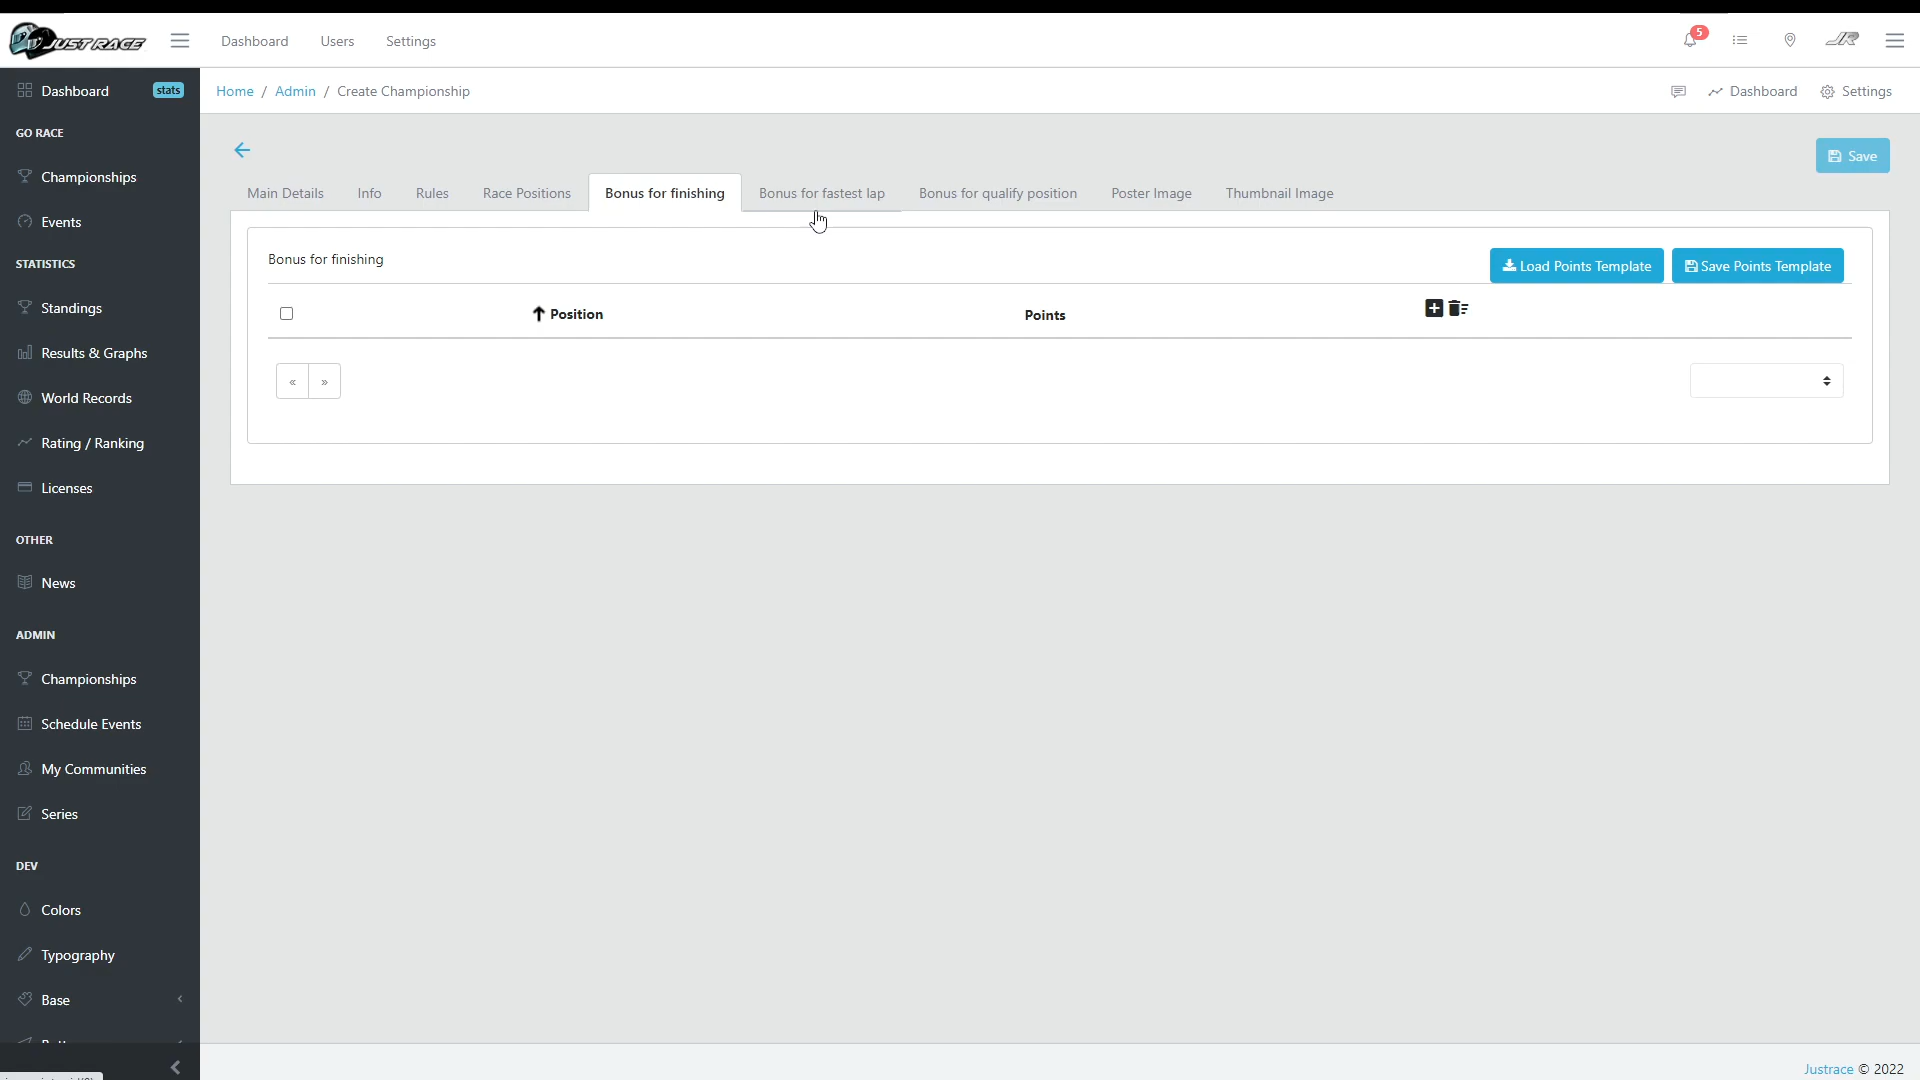 JUST RACE
Dashboard
Users
Settings
5
Dashboard
stats
Home / Admin / Create Championship
Dashboard
Settings
GO RACE
Championships
Events
STATISTICS
Standings
Results & Graphs
World Records
Rating / Ranking
Licenses
OTHER
News
ADMIN
Championships
Schedule Events
My Communities
Series
DEV
Colors
Typography
Base
Save
Main Details
Info
Rules
Race Positions
Bonus for finishing
Bonus for fastest lap
Bonus for qualify position
Poster Image
Thumbnail Image
Bonus for finishing
Load Points Template
Save Points Template
Position
Points
«
»
Justrace © 2022